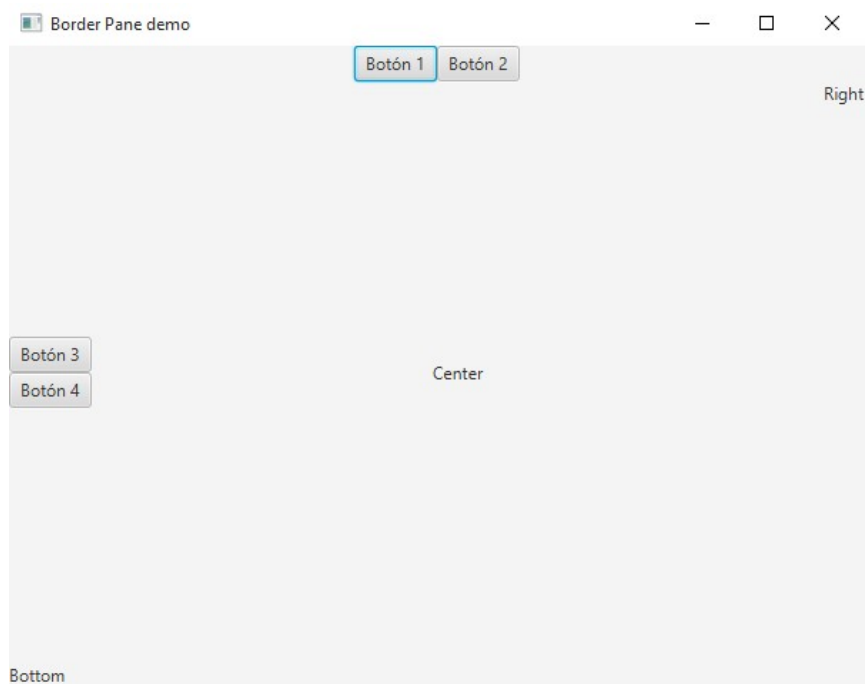 Border Pane demo
Botón 1 Botón 2
Right
Botón 3
Center
Botón 4
Bottom